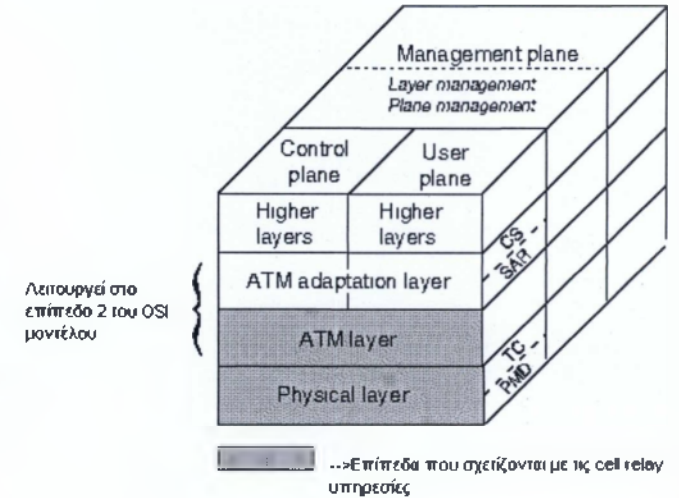 Management plane
Layer management
Plane management
Control
plane
User
plane
Higher
layers
Higher
layers
CS
SAR
ATM adaptation layer
Λειτουργεί στο
επίπεδο 2 του OSI
μοντέλου
ATM layer
TC
PMD
Physical layer
-->Επίπεδα που σχετίζονται με τις cell relay
υπηρεσίες